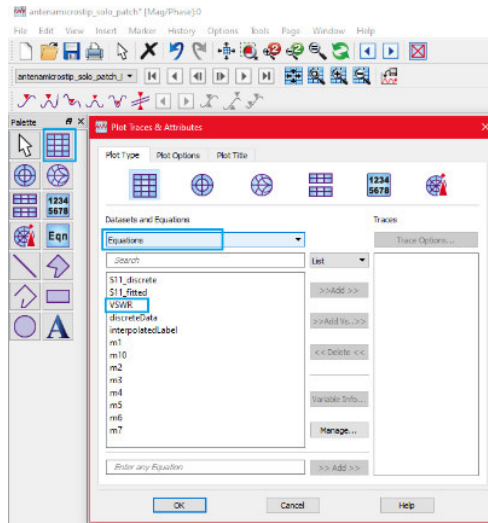 antenamicrostip_solo_patch* [Mag/Phase]:0
File Edit View Insert Marker History Options Tools Page Window Help
antenamicrostip_solo_patch_l
Palette
Plot Traces & Attributes
Plot Type Plot Options Plot Title
1234
5678
1234
5678
Eqn
A
Datasets and Equations
Traces
Equations
Trace Options...
Search
List
S11_discrete
S11_fitted
VSWR
discreteData
interpolatedLabel
m1
m10
m2
m3
m4
m5
m6
m7
>>Add >>
>>Add Vs..>>
<< Delete <<
Variable Info...
Manage...
Enter any Equation
>> Add >>
OK Cancel Help